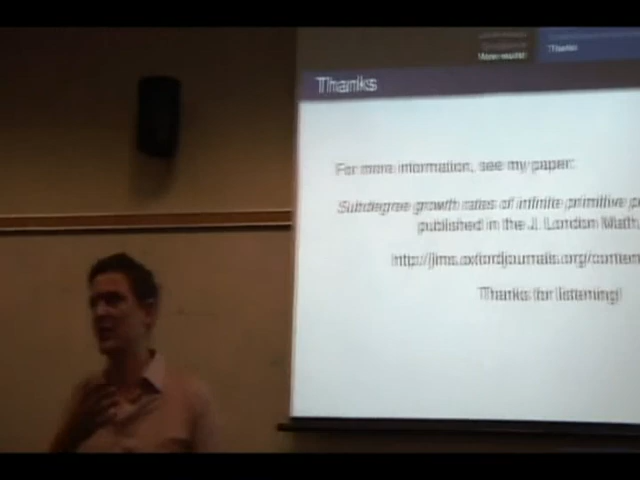 Thanks
Thanks
For more information, see my paper:
Subdegree growth rates of infinite primitive
published in the J. London Math.
http://jlms.oxfordjournals.org/conten
Thanks for listening!